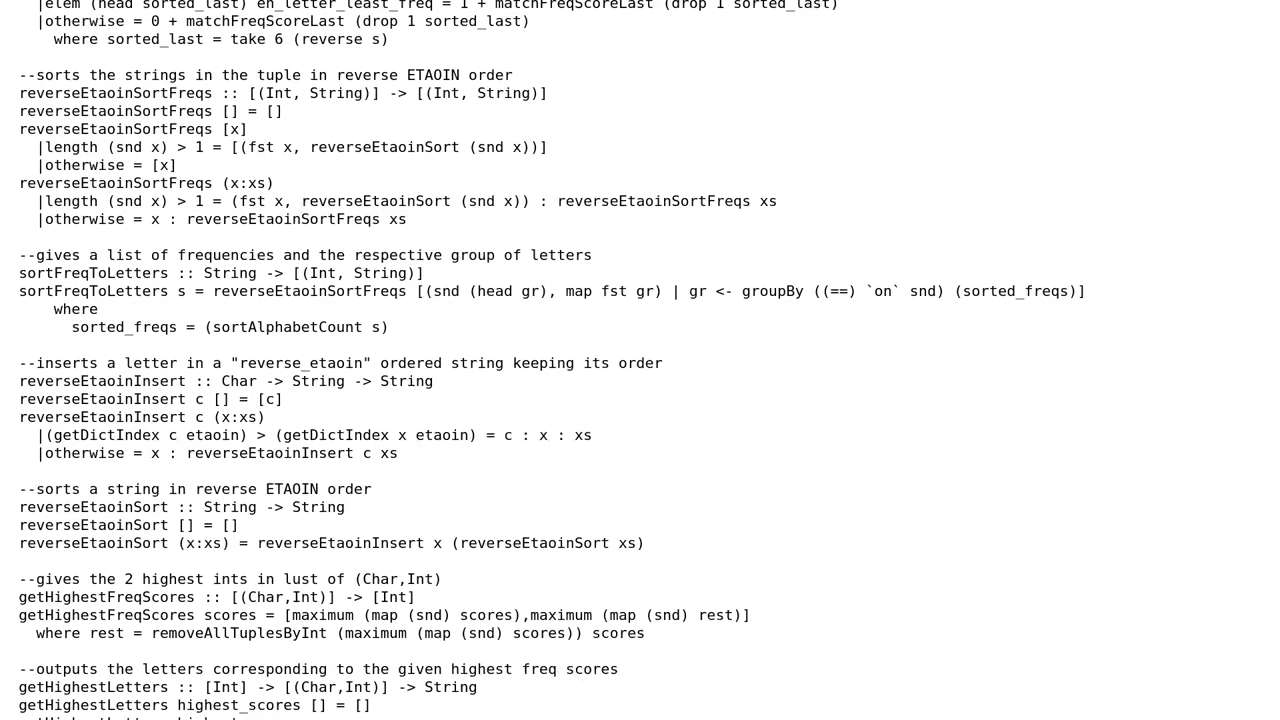 |elem (head sorted_last) en_letter_least_freq = 1 + matchFreqScoreLast (drop 1 sorted_last)
|otherwise = 0 + matchFreqScoreLast (drop 1 sorted_last)
where sorted_last = take 6 (reverse s)
--sorts the strings in the tuple in reverse ETAOIN order
reverseEtaoinSortFreqs :: [(Int, String)] -> [(Int, String)]
reverseEtaoinSortFreqs [] = []
reverseEtaoinSortFreqs [x]
|length (snd x) > 1 = [(fst x, reverseEtaoinSort (snd x))]
|otherwise = [x]
reverseEtaoinSortFreqs (x:xs)
|length (snd x) > 1 = (fst x, reverseEtaoinSort (snd x)) : reverseEtaoinSortFreqs xs
|otherwise = x : reverseEtaoinSortFreqs xs
--gives a list of frequencies and the respective group of letters
sortFreqToLetters :: String -> [(Int, String)]
sortFreqToLetters s = reverseEtaoinSortFreqs [(snd (head gr), map fst gr) | gr <- groupBy ((==) `on` snd) (sorted_freqs)]
where
sorted_freqs = (sortAlphabetCount s)
--inserts a letter in a "reverse_etaoin" ordered string keeping its order
reverseEtaoinInsert :: Char -> String -> String
reverseEtaoinInsert c [] = [c]
reverseEtaoinInsert c (x:xs)
|(getDictIndex c etaoin) > (getDictIndex x etaoin) = c : x : xs
|otherwise = x : reverseEtaoinInsert c xs
--sorts a string in reverse ETAOIN order
reverseEtaoinSort :: String -> String
reverseEtaoinSort [] = []
reverseEtaoinSort (x:xs) = reverseEtaoinInsert x (reverseEtaoinSort xs)
--gives the 2 highest ints in lust of (Char,Int)
getHighestFreqScores :: [(Char,Int)] -> [Int]
getHighestFreqScores scores = [maximum (map (snd) scores),maximum (map (snd) rest)]
where rest = removeAllTuplesByInt (maximum (map (snd) scores)) scores
--outputs the letters corresponding to the given highest freq scores
getHighestLetters :: [Int] -> [(Char,Int)] -> String
getHighestLetters highest_scores [] = []